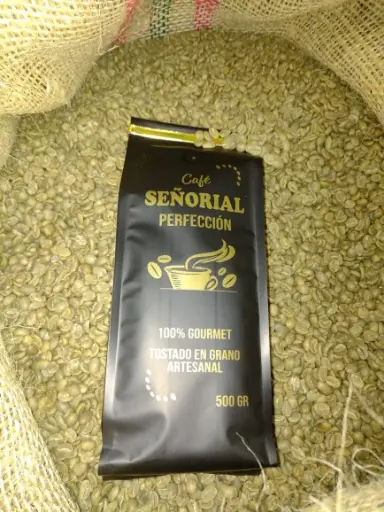 Café
SEÑORIAL
PERFECCIÓN
100% GOURMET
TOSTADO EN GRANO
ARTESANAL
500 GR